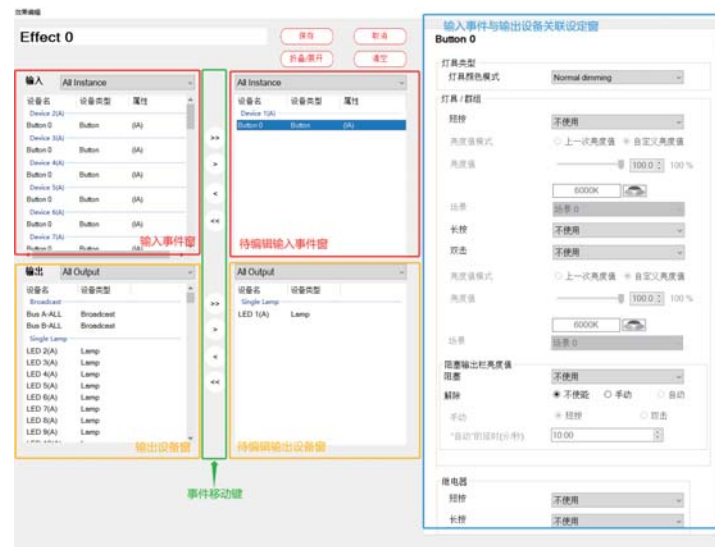 效果编辑
Effect 0
保存
取消
折叠/展开
清空
输入
All Instance
设备名 设备类型 属性
Device 2(A)
Button 0 Button (IA)
Device 3(A)
Button 0 Button (IA)
Device 4(A)
Button 0 Button (IA)
Device 5(A)
Button 0 Button (IA)
Device 6(A)
Button 0 Button (IA)
Device 7(A)
Button 0 Button (IA)
输入事件窗
>>
>
<
<<
All Instance
设备名 设备类型 属性
Device 1(A)
Button 0 Button (IA)
待编辑输入事件窗
输出
All Output
设备名 设备类型
Broadcast
Bus A-ALL Broadcast
Bus B-ALL Broadcast
Single Lamp
LED 2(A) Lamp
LED 3(A) Lamp
LED 4(A) Lamp
LED 5(A) Lamp
LED 6(A) Lamp
LED 7(A) Lamp
LED 8(A) Lamp
LED 9(A) Lamp
LED 10(A) Lamp
输出设备窗
>>
>
<
<<
All Output
设备名 设备类型
Single Lamp
LED 1(A) Lamp
待编辑输出设备窗
事件移动键
输入事件与输出设备关联设定窗
Button 0
灯具类型
灯具颜色模式 Normal dimming
灯具 / 群组
短按 不使用
亮度值模式 上一次亮度值 自定义亮度值
亮度值 100.0 100 %
6000K
场景 场景 0
长按 不使用
双击 不使用
亮度值模式 上一次亮度值 自定义亮度值
亮度值 100.0 100 %
6000K
场景 场景 0
阻塞输出栏亮度值
阻塞 不使用
解除 不使能 手动 自动
手动 短按 双击
"自动"的延时(分:秒) 10:00
继电器
短按 不使用
长按 不使用